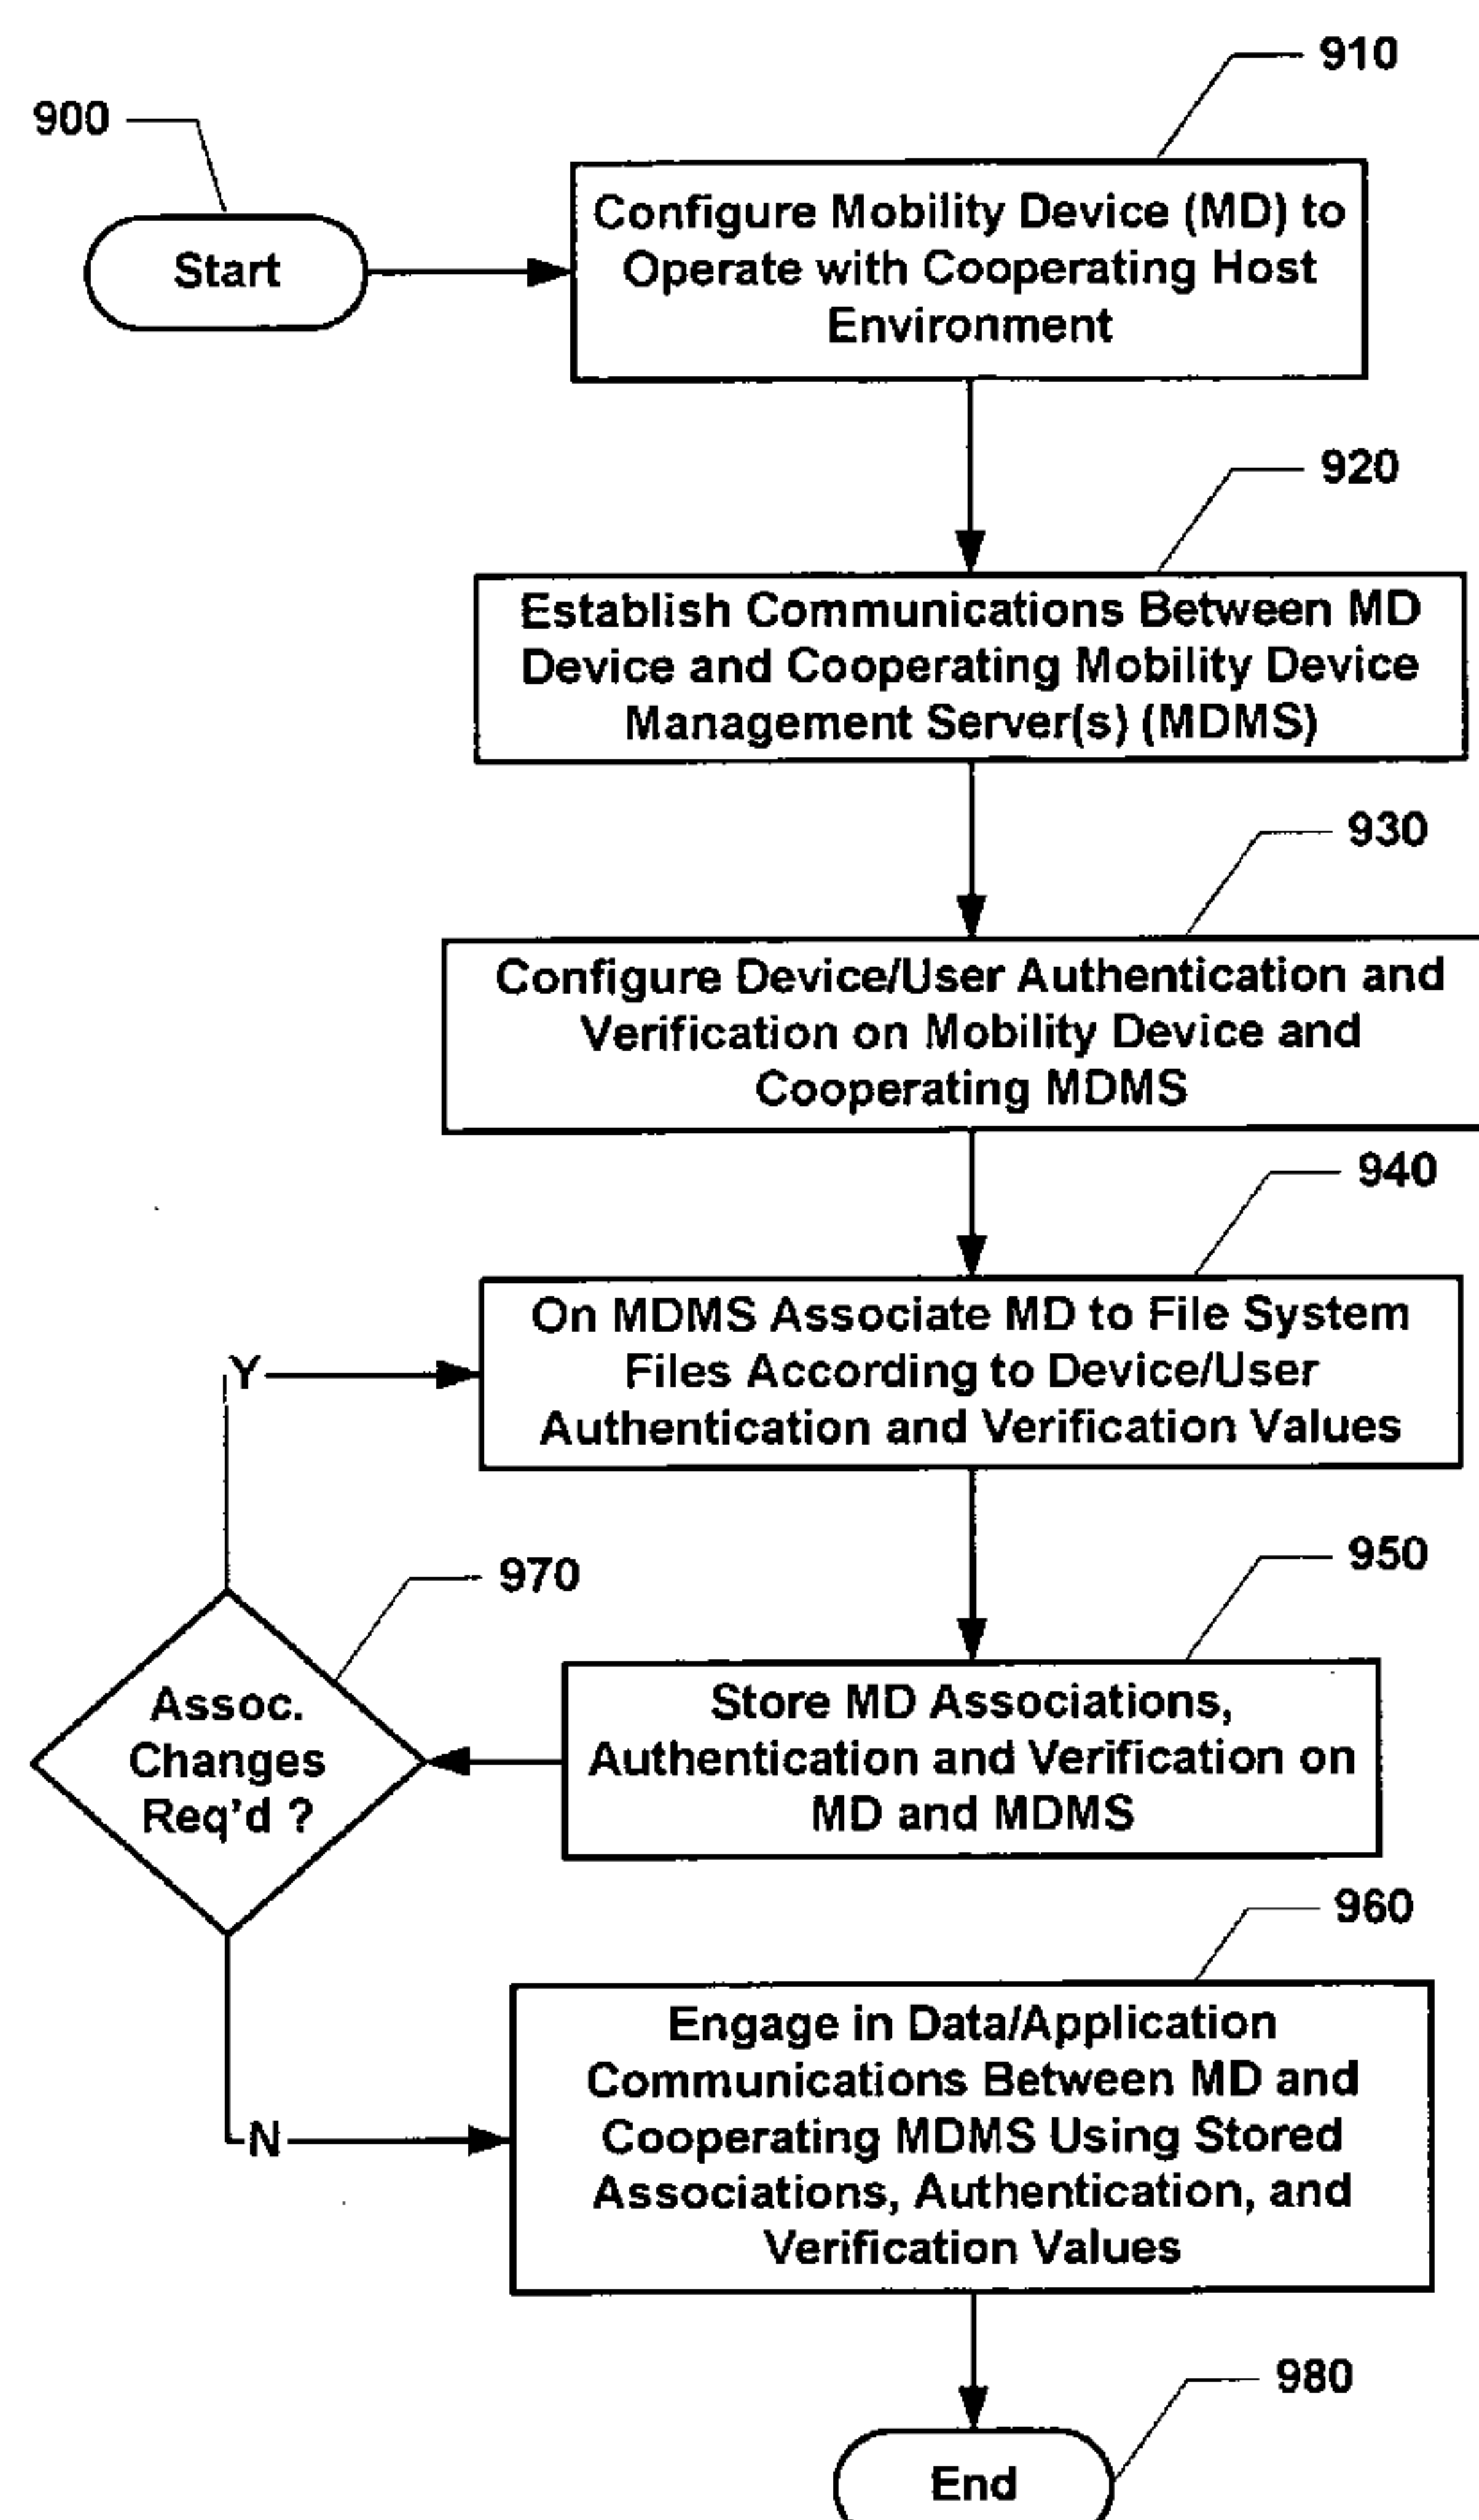 910
900
Start
Configure Mobility Device (MD) to
Operate with Cooperating Host
Environment
920
Establish Communications Between MD
Device and Cooperating Mobility Device
Management Server(s) (MDMS)
930
Configure Device/User Authentication and
Verification on Mobility Device and
Cooperating MDMS
940
On MDMS Associate MD to File System
Files According to Device/User
Authentication and Verification Values
Y
950
970
Store MD Associations,
Authentication and Verification on
MD and MDMS
Assoc.
Changes
Req'd ?
960
Engage in Data/Application
Communications Between MD and
Cooperating MDMS Using Stored
Associations, Authentication, and
Verification Values
N
980
End